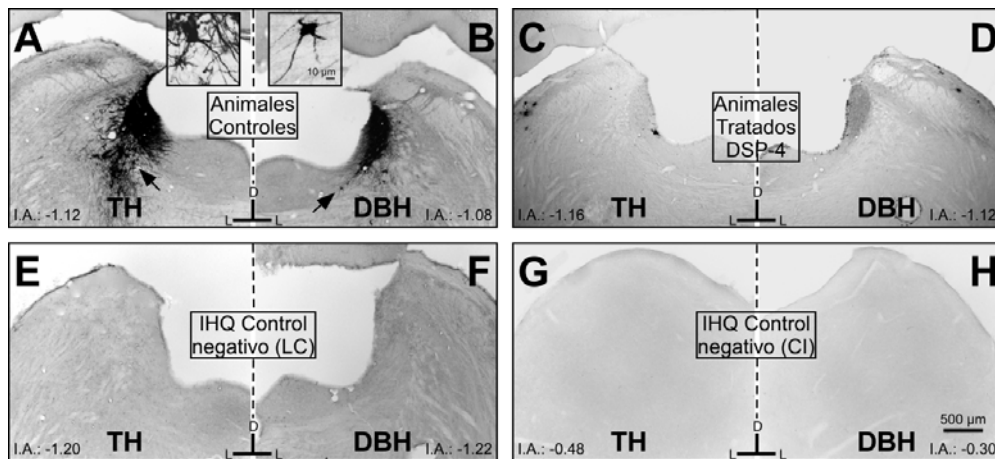 A
10 µm
B
Animales
Controles
TH
D
L L
DBH
I.A.: -1.12
I.A.: -1.08
C
D
Animales
Tratados
DSP-4
TH
D
L L
DBH
I.A.: -1.16
I.A.: -1.12
E
F
IHQ Control
negativo (LC)
TH
D
L L
DBH
I.A.: -1.20
I.A.: -1.22
G
H
IHQ Control
negativo (CI)
500 µm
TH
D
L L
DBH
I.A.: -0.48
I.A.: -0.30